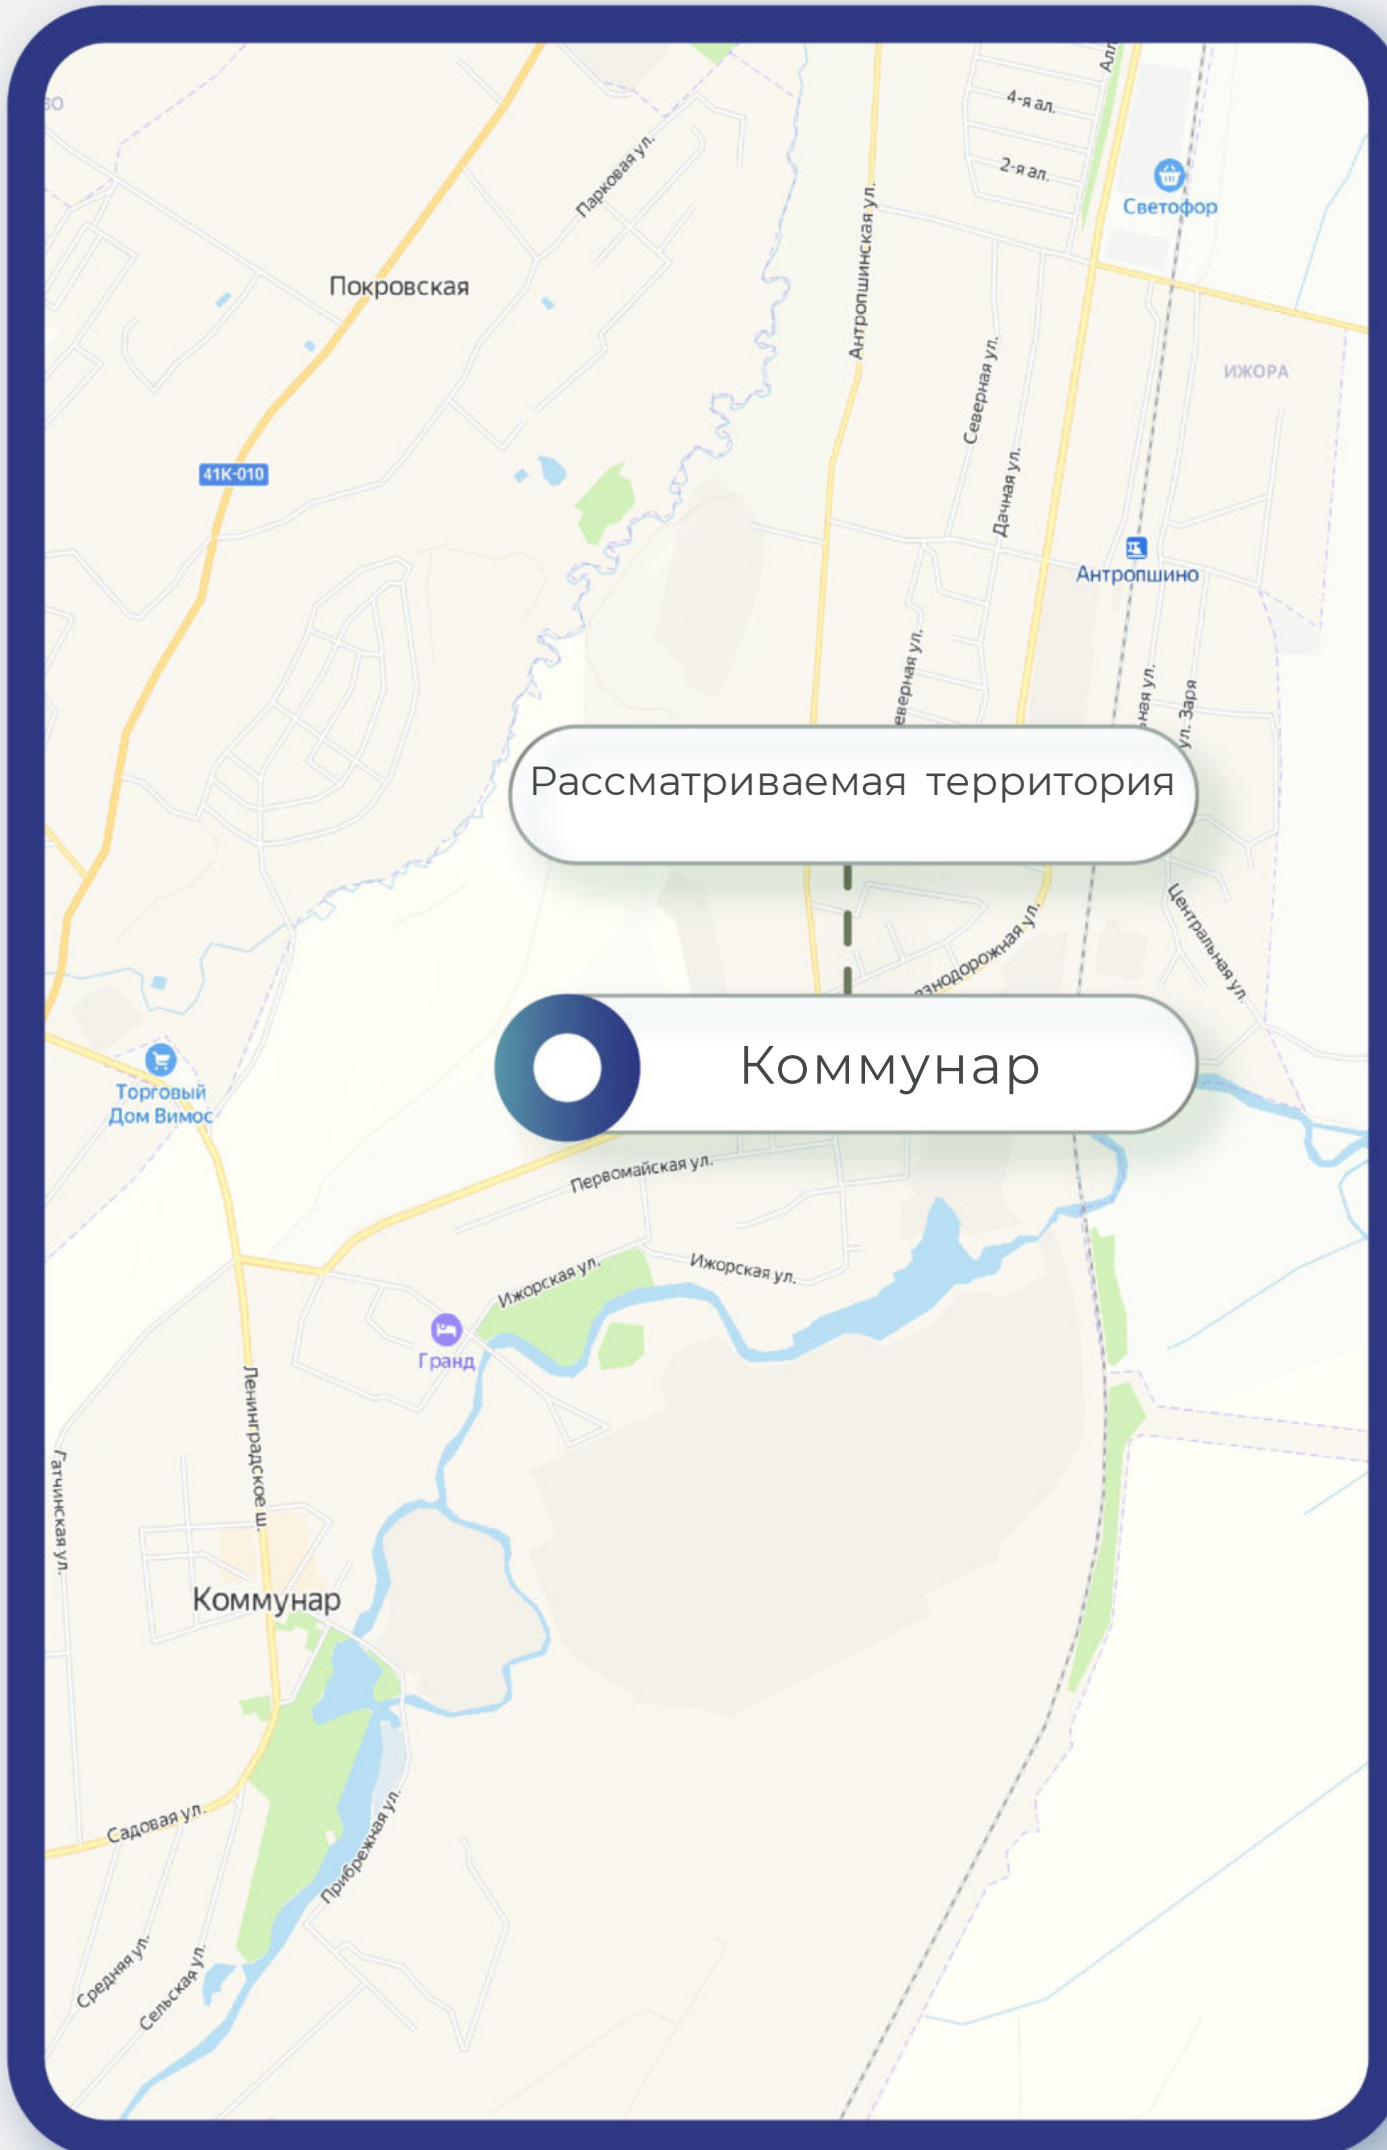 4-я ал.
2-я ал.
Парковая ул.
Светофор
Антропшинская ул.
Покровская
Северная ул.
ИЖОРА
41К-010
Дачная ул.
Антропшино
ул. Заря
Рассматриваемая территория
Центральная ул.
Коммунар
Торговый
Дом Вимос
Первомайская ул.
Ижорская ул.
Ижорская ул.
Гранд
Ленинградское ш.
Гатчинская ул.
Коммунар
Садовая ул.
Прибрежная ул.
Средняя ул.
Сельская ул.